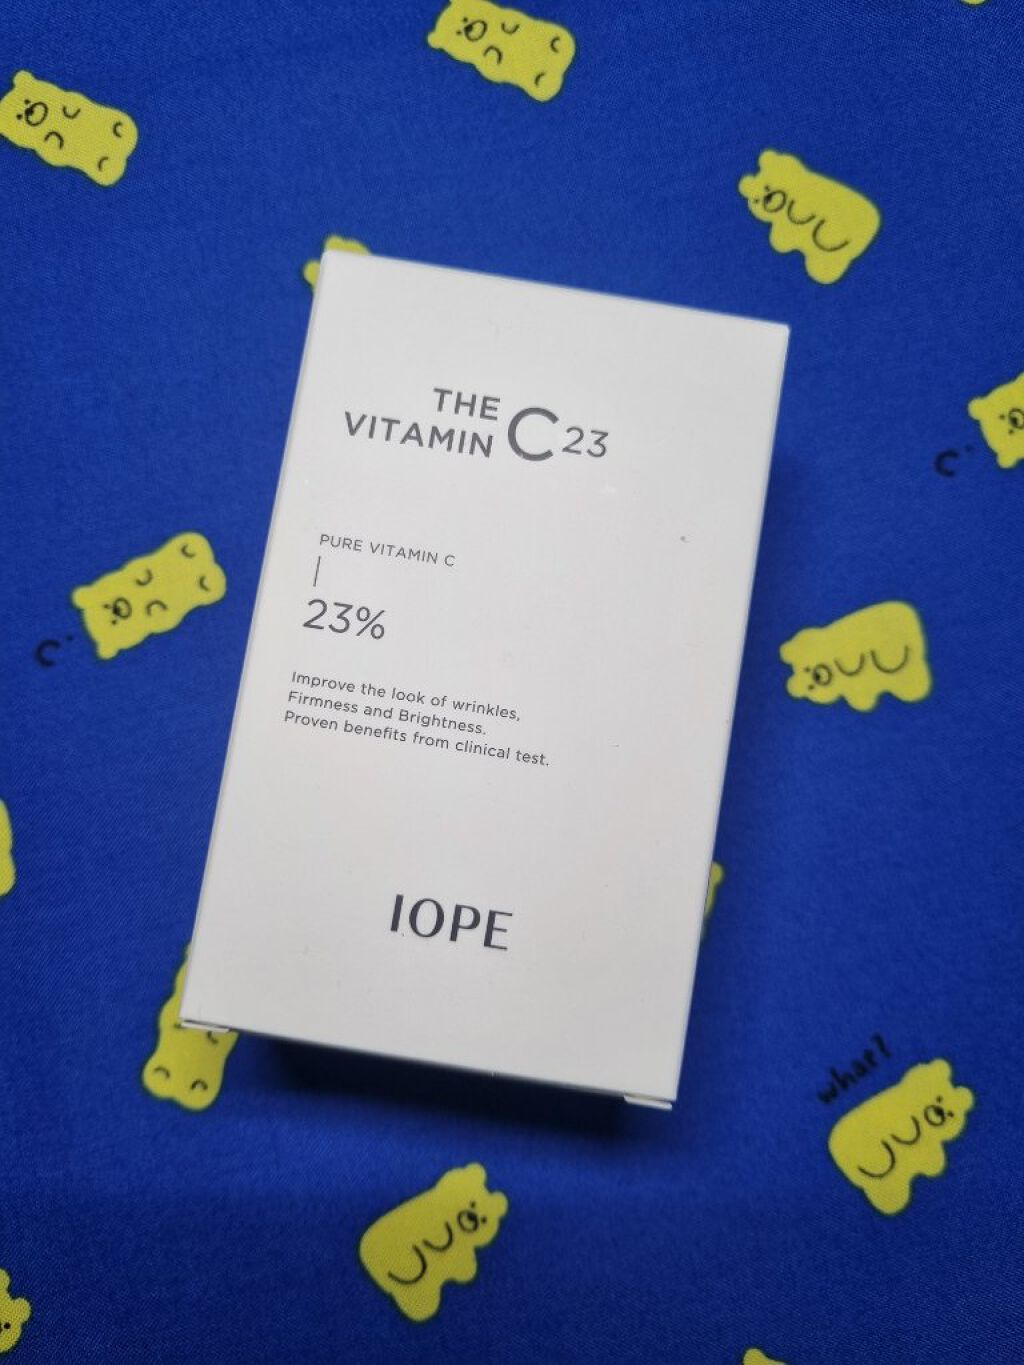 THE
VITAMIN C 23
PURE VITAMIN C
23%
Improve the look of wrinkles,
Firmness and Brightness.
Proven benefits from clinical test.
IOPE
what?